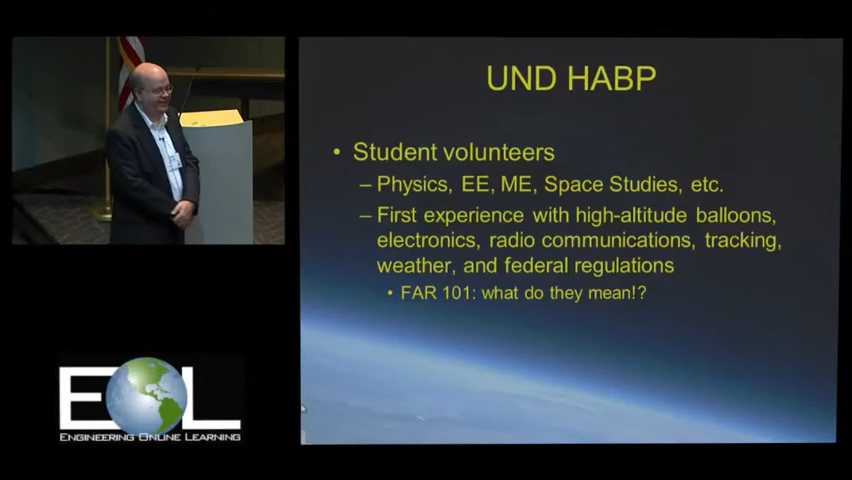 UND HABP
• Student volunteers
– Physics, EE, ME, Space Studies, etc.
– First experience with high-altitude balloons,
electronics, radio communications, tracking,
weather, and federal regulations
• FAR 101: what do they mean!?
EOL
ENGINEERING ONLINE LEARNING